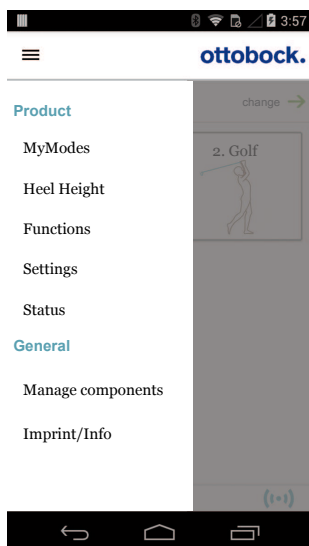 3:57
ottobock.
change
Product
MyModes
2. Golf
Heel Height
Functions
Settings
Status
General
Manage components
Imprint/Info